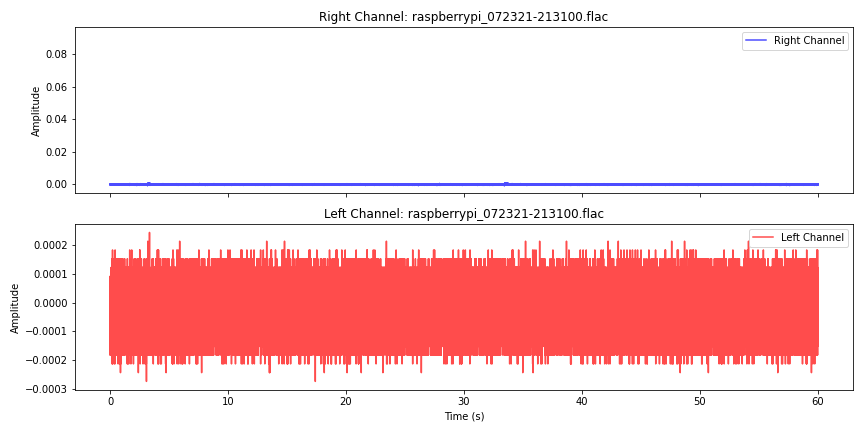 Right Channel: raspberrypi_072321-213100.flac
Right Channel
0.08
0.06
0.04
0.02
0.00
Amplitude
Left Channel: raspberrypi_072321-213100.flac
Left Channel
0.0002
0.0001
0.0000
−0.0001
−0.0002
−0.0003
Amplitude
0 10 20 30 40 50 60
Time (s)